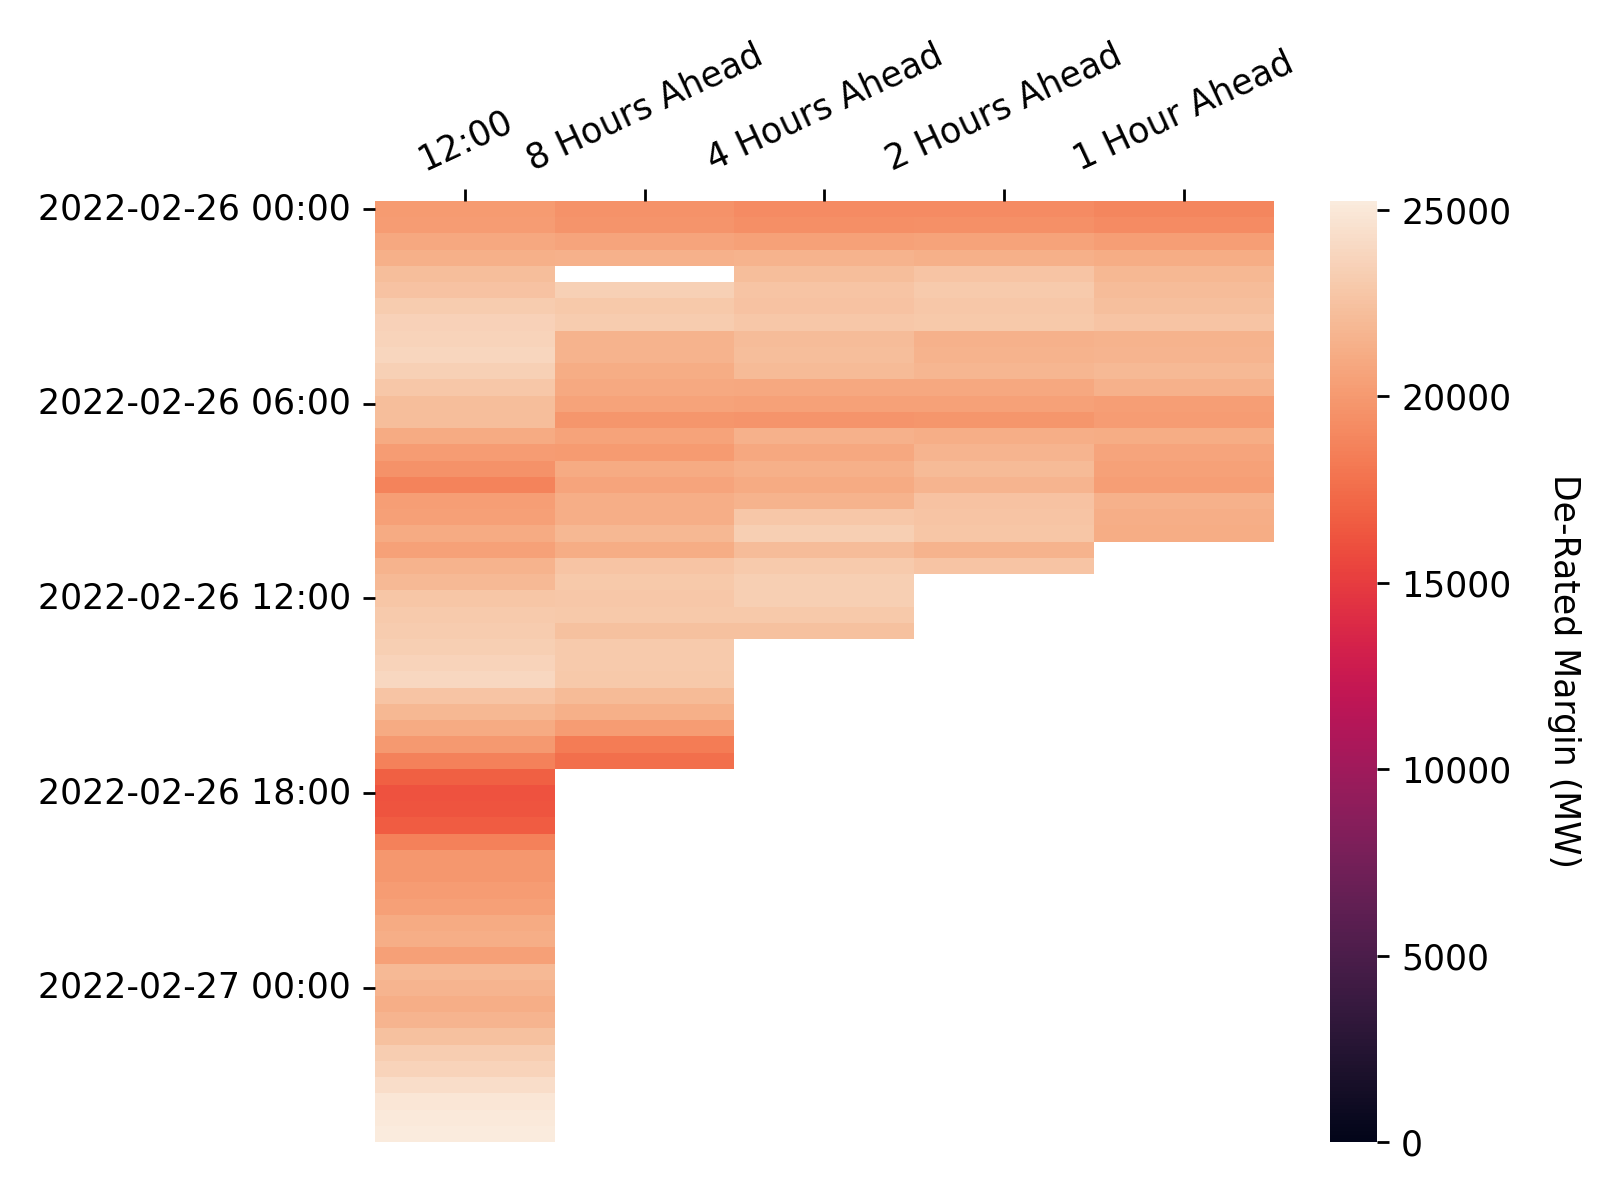 12:00
8 Hours Ahead
4 Hours Ahead
2 Hours Ahead
1 Hour Ahead
2022-02-26 00:00
2022-02-26 06:00
2022-02-26 12:00
2022-02-26 18:00
2022-02-27 00:00
25000
20000
15000
10000
5000
0
De-Rated Margin (MW)